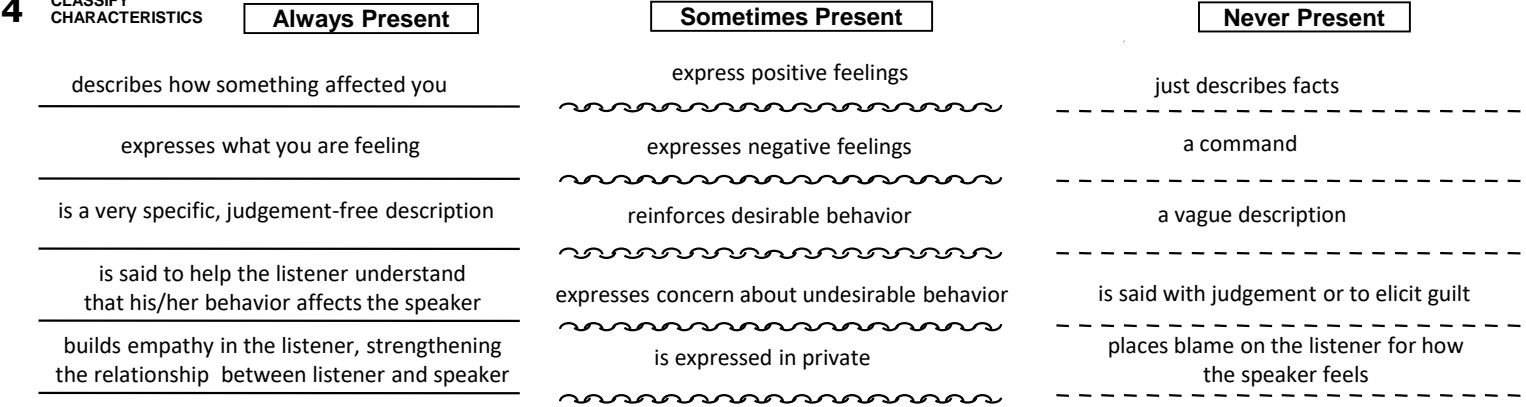 4
CLASSIFY
CHARACTERISTICS
Always Present
describes how something affected you
expresses what you are feeling
is a very specific, judgement-free description
is said to help the listener understand
that his/her behavior affects the speaker
builds empathy in the listener, strengthening
the relationship between listener and speaker
Sometimes Present
express positive feelings
expresses negative feelings
reinforces desirable behavior
expresses concern about undesirable behavior
is expressed in private
Never Present
just describes facts
a command
a vague description
is said with judgement or to elicit guilt
places blame on the listener for how
the speaker feels